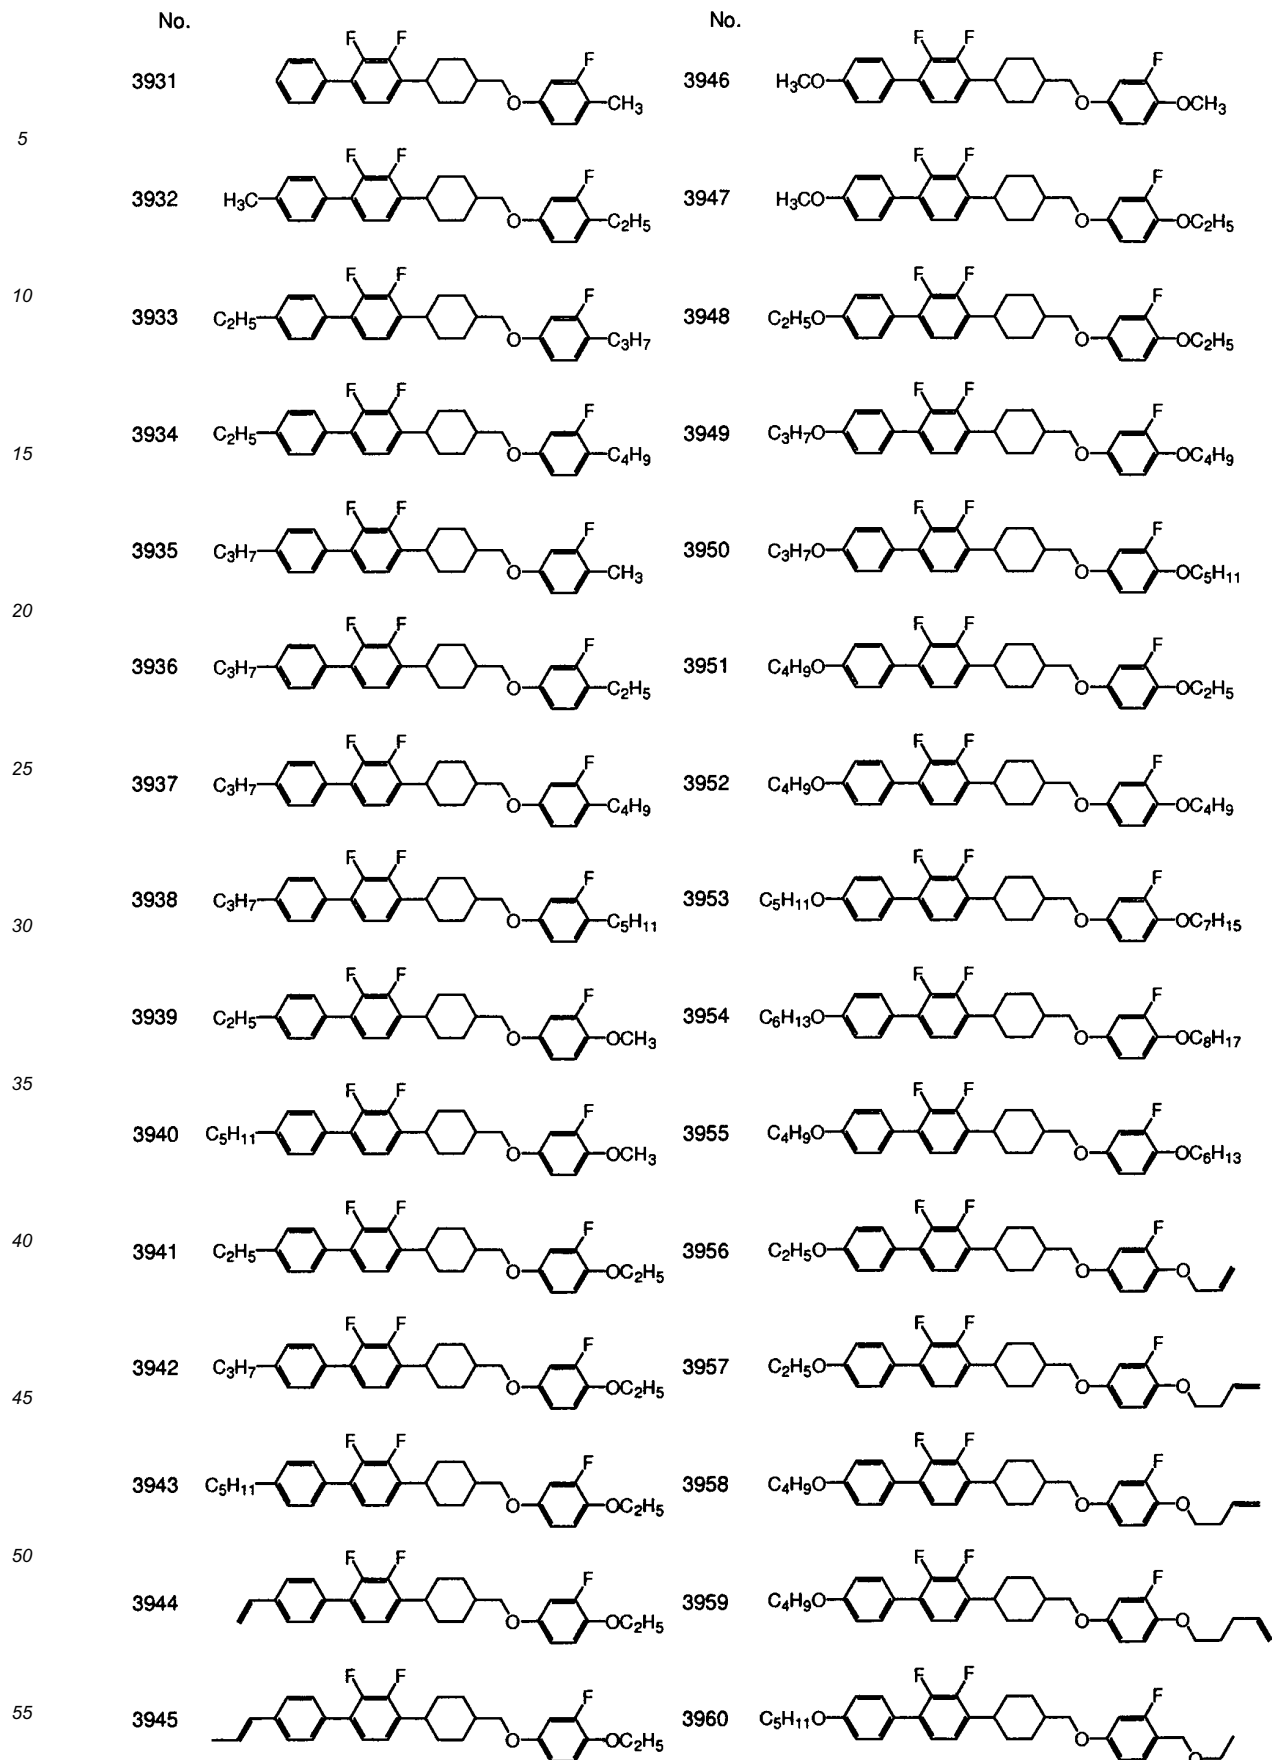 No. No.
F F F
3931 O CH3
F F F
3946 H3CO O OCH3
5
F F F
3932 H3C O C2H5
F F F
3947 H3CO O OC2H5
10
F F F
3933 C2H5 O C3H7
F F F
3948 C2H5O O OC2H5
F F F
3934 C2H5 O C4H9
F F F
3949 C3H7O O OC4H9
15
F F F
3935 C3H7 O CH3
F F F
3950 C3H7O O OC5H11
20
F F F
3936 C3H7 O C2H5
F F F
3951 C4H9O O OC2H5
25
F F F
3937 C3H7 O C4H9
F F F
3952 C4H9O O OC4H9
F F F
3938 C3H7 O C5H11
F F F
3953 C5H11O O OC7H15
30
F F F
3939 C2H5 O OCH3
F F F
3954 C6H13O O OC8H17
35
F F F
3940 C5H11 O OCH3
F F F
3955 C4H9O O OC6H13
40
F F F
3941 C2H5 O OC2H5
F F F
3956 C2H5O O O
F F F
3942 C3H7 O OC2H5
F F F
3957 C2H5O O O
45
F F F
3943 C5H11 O OC2H5
F F F
3958 C4H9O O O
50
F F F
3944 O OC2H5
F F F
3959 C4H9O O O
55
F F F
3945 O OC2H5
F F F
3960 C5H11O O O